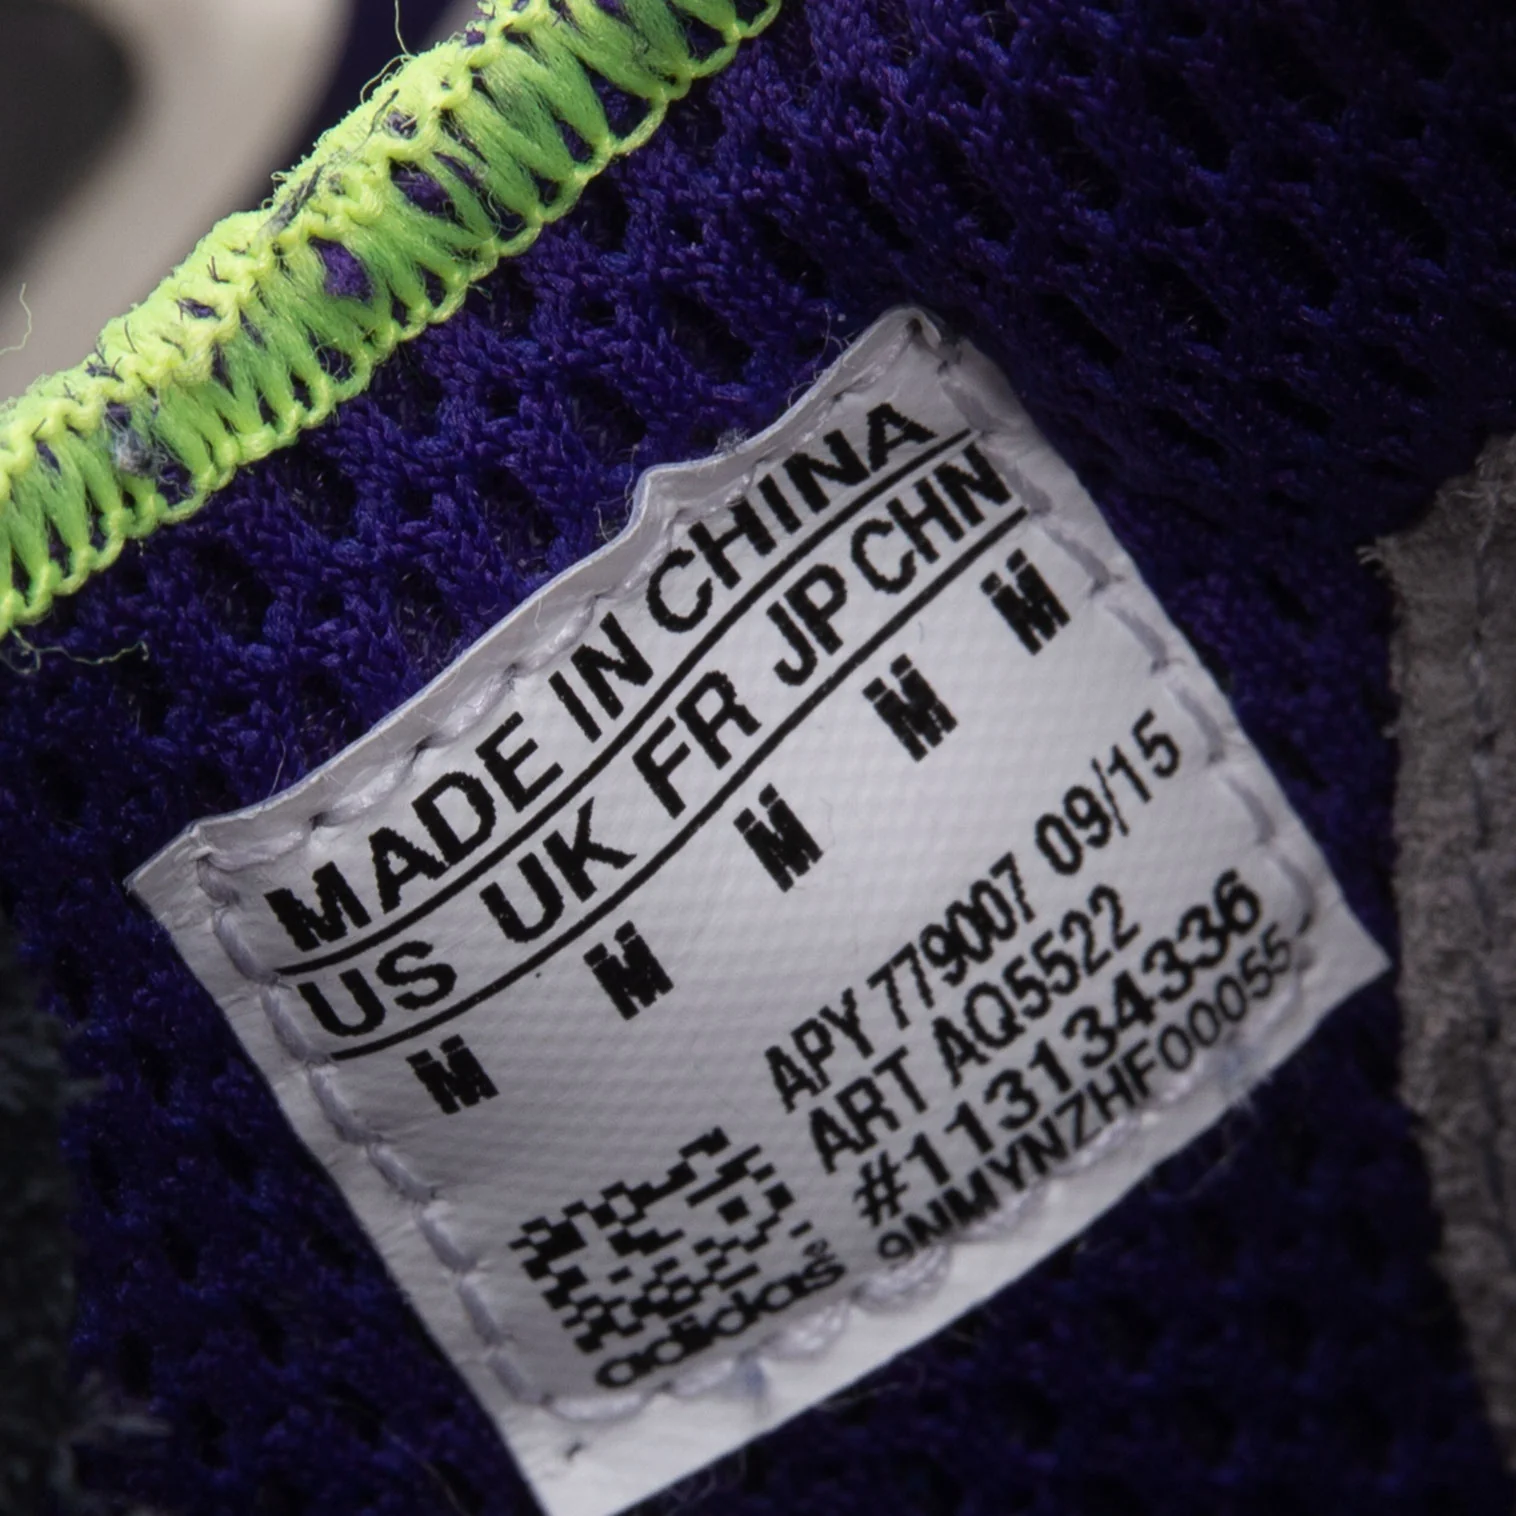 MADE IN CHINA
US UK FR JP CHN
M M M M M
APY 779007 09/15
ART AQ5522
#113134336
9NMYNZHF00055
adidas®